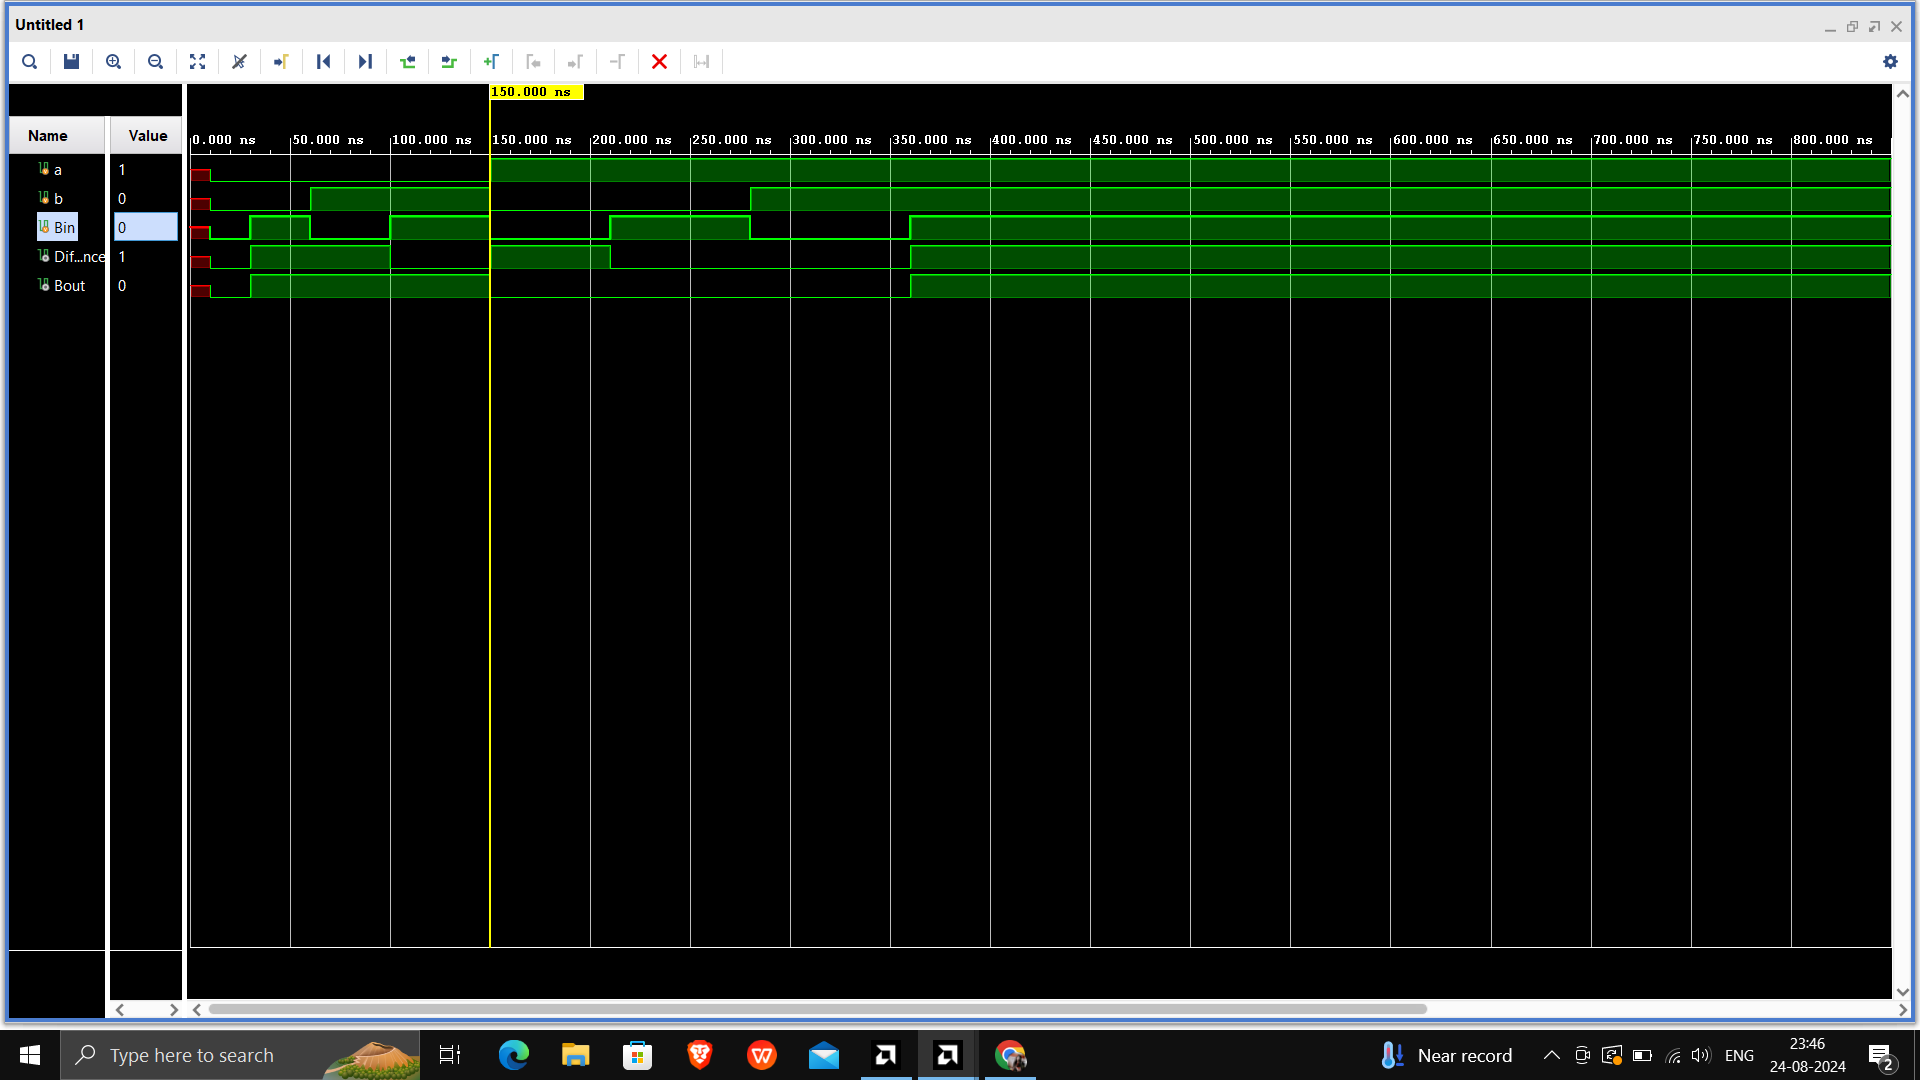 Untitled 1
150.000 ns
Name Value
0.000 ns 50.000 ns 100.000 ns 150.000 ns 200.000 ns 250.000 ns 300.000 ns 350.000 ns 400.000 ns 450.000 ns 500.000 ns 550.000 ns 600.000 ns 650.000 ns 700.000 ns 750.000 ns 800.000 ns
a 1
b 0
Bin 0
Dif...nce 1
Bout 0
Type here to search
Near record
ENG
23:46
24-08-2024
2